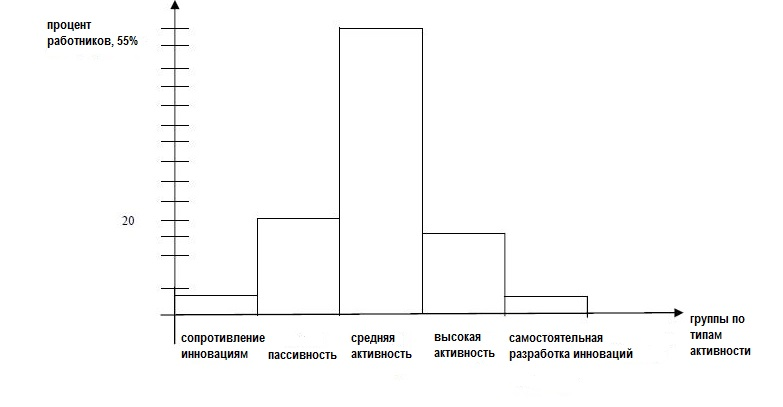 процент
работников, 55%
20
сопротивление
инновациям
пассивность
средняя
активность
высокая
активность
самостоятельная
разработка инноваций
группы по
типам
активности